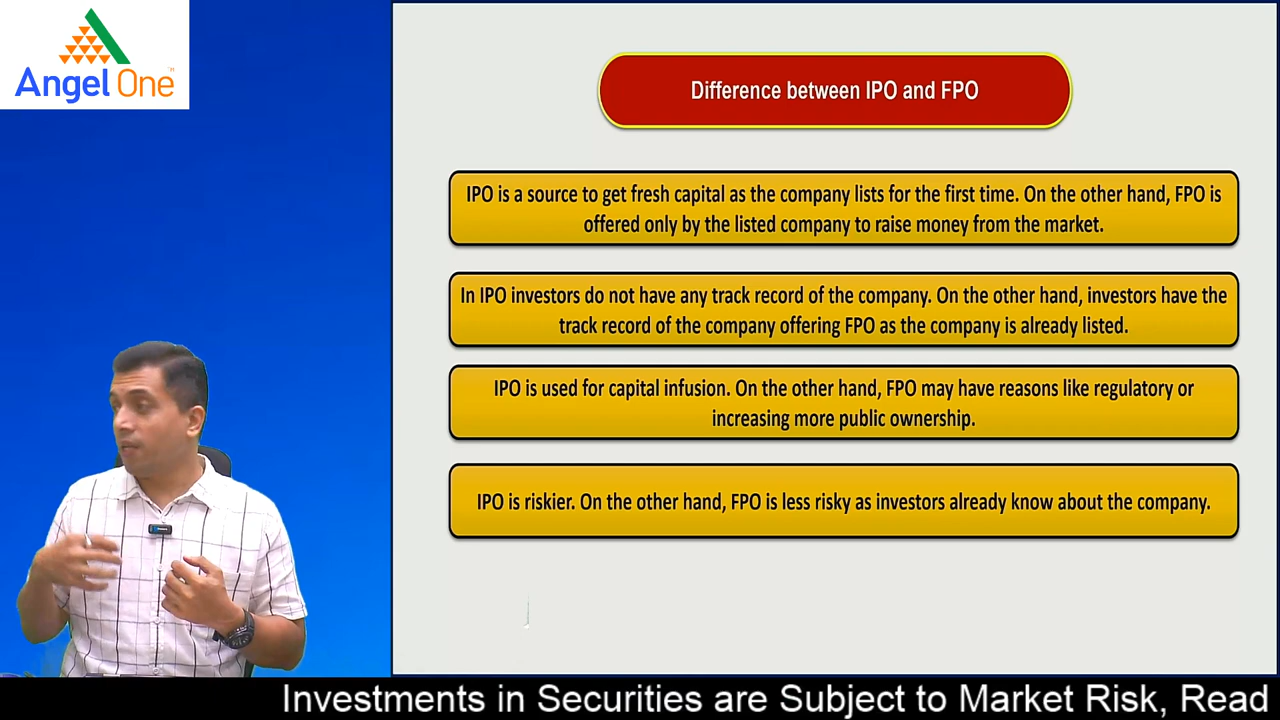 Angel One
TM
Difference between IPO and FPO
IPO is a source to get fresh capital as the company lists for the first time. On the other hand, FPO is
offered only by the listed company to raise money from the market.
In IPO investors do not have any track record of the company. On the other hand, investors have the
track record of the company offering FPO as the company is already listed.
IPO is used for capital infusion. On the other hand, FPO may have reasons like regulatory or
increasing more public ownership.
IPO is riskier. On the other hand, FPO is less risky as investors already know about the company.
Investments in Securities are Subject to Market Risk, Read